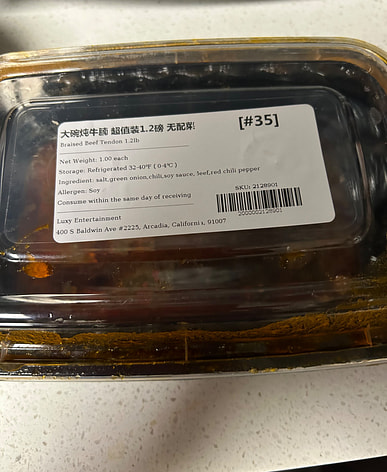 大碗炖牛腩 超值装1.2磅 无配菜
[#35]
Braised Beef Tendon 1.2lb
Net Weight: 1.00 each
Storage: Refrigerated 32-40°F ( 0-4°C )
Ingredient: salt,green onion,chili,soy sauce, beef,red chili pepper
Allergen: Soy
Consume within the same day of receiving
SKU: 2128901
2000002128901
Luxy Entertainment
400 S Baldwin Ave #2225, Arcadia, California, 91007